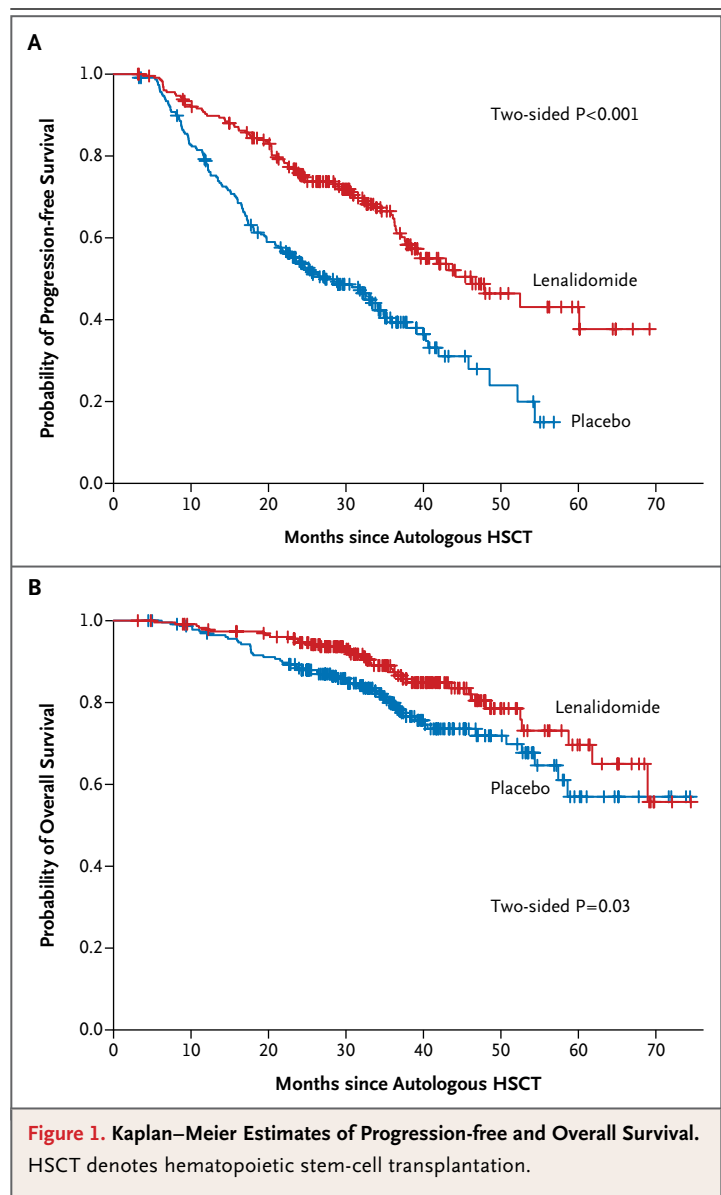 A
1.0
0.8
0.6
0.4
0.2
0.0
Probability of Progression-free Survival
Two-sided P<0.001
Lenalidomide
Placebo
0 10 20 30 40 50 60 70
Months since Autologous HSCT
B
1.0
0.8
0.6
0.4
0.2
0.0
Probability of Overall Survival
Lenalidomide
Placebo
Two-sided P=0.03
0 10 20 30 40 50 60 70
Months since Autologous HSCT
Figure 1. Kaplan–Meier Estimates of Progression-free and Overall Survival.
HSCT denotes hematopoietic stem-cell transplantation.